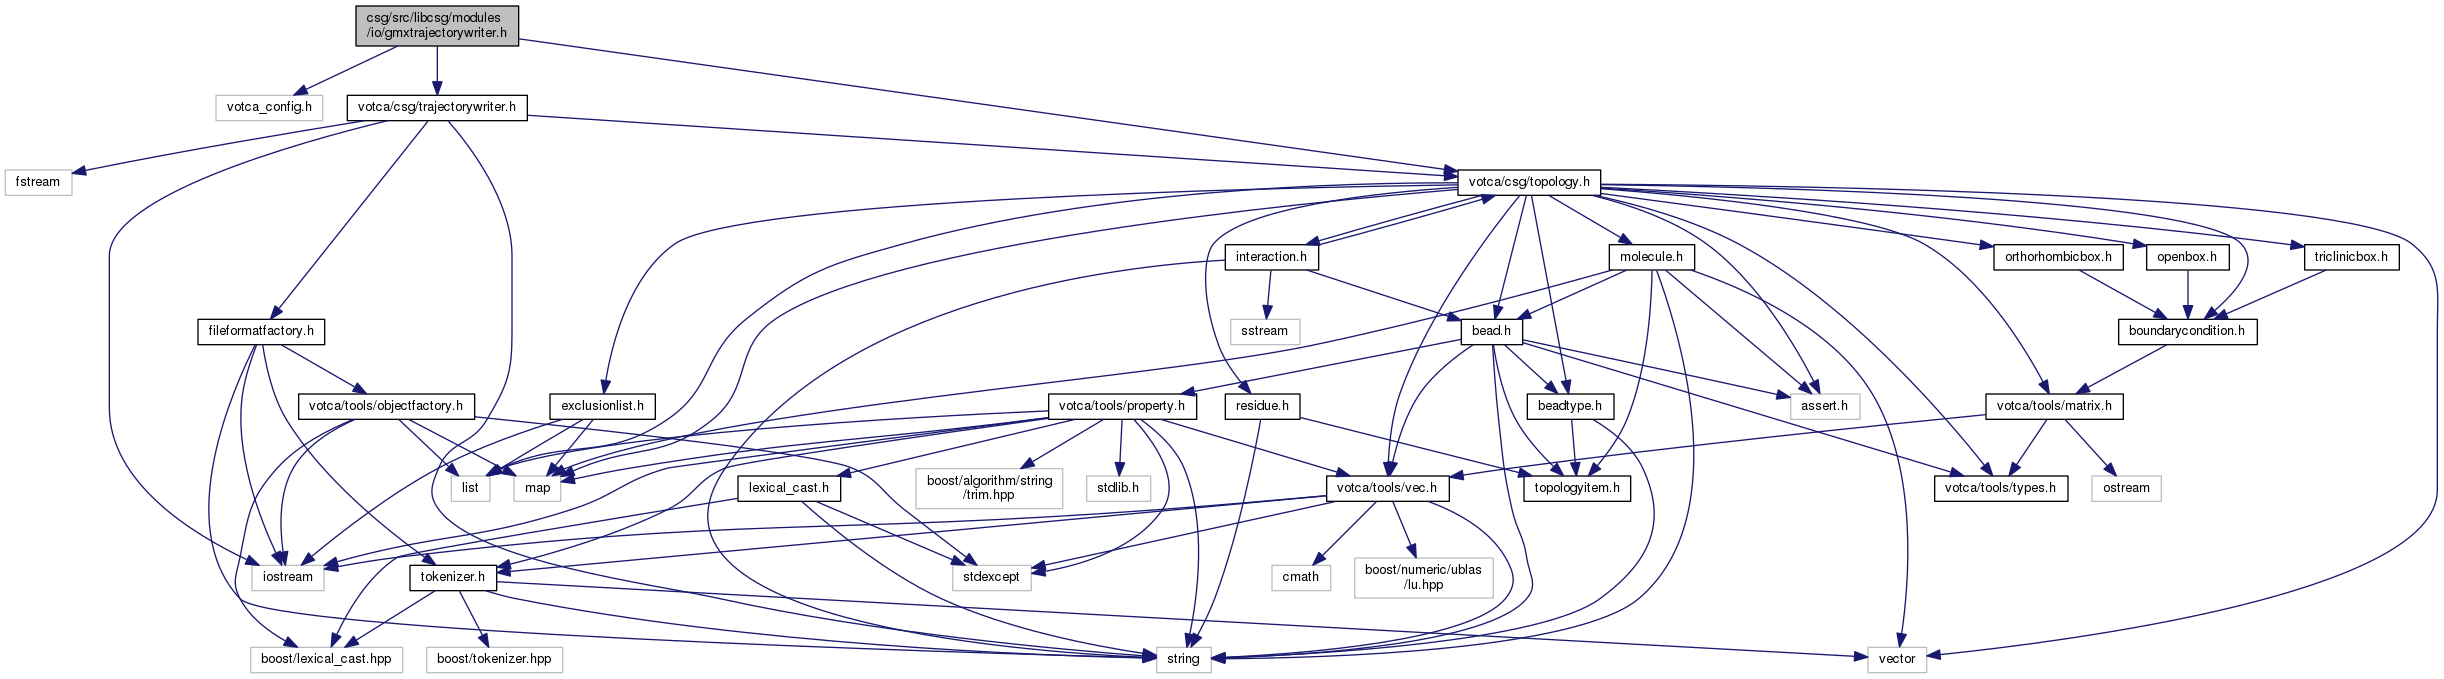 csg/src/libcsg/modules
/io/gmxtrajectorywriter.h
votca_config.h
votca/csg/trajectorywriter.h
fstream
votca/csg/topology.h
interaction.h
molecule.h
orthorhombicbox.h
openbox.h
triclinicbox.h
fileformatfactory.h
sstream
bead.h
boundarycondition.h
votca/tools/objectfactory.h
exclusionlist.h
votca/tools/property.h
residue.h
beadtype.h
assert.h
votca/tools/matrix.h
list
map
lexical_cast.h
boost/algorithm/string
/trim.hpp
stdlib.h
votca/tools/vec.h
topologyitem.h
votca/tools/types.h
ostream
iostream
tokenizer.h
stdexcept
cmath
boost/numeric/ublas
/lu.hpp
boost/lexical_cast.hpp
boost/tokenizer.hpp
string
vector